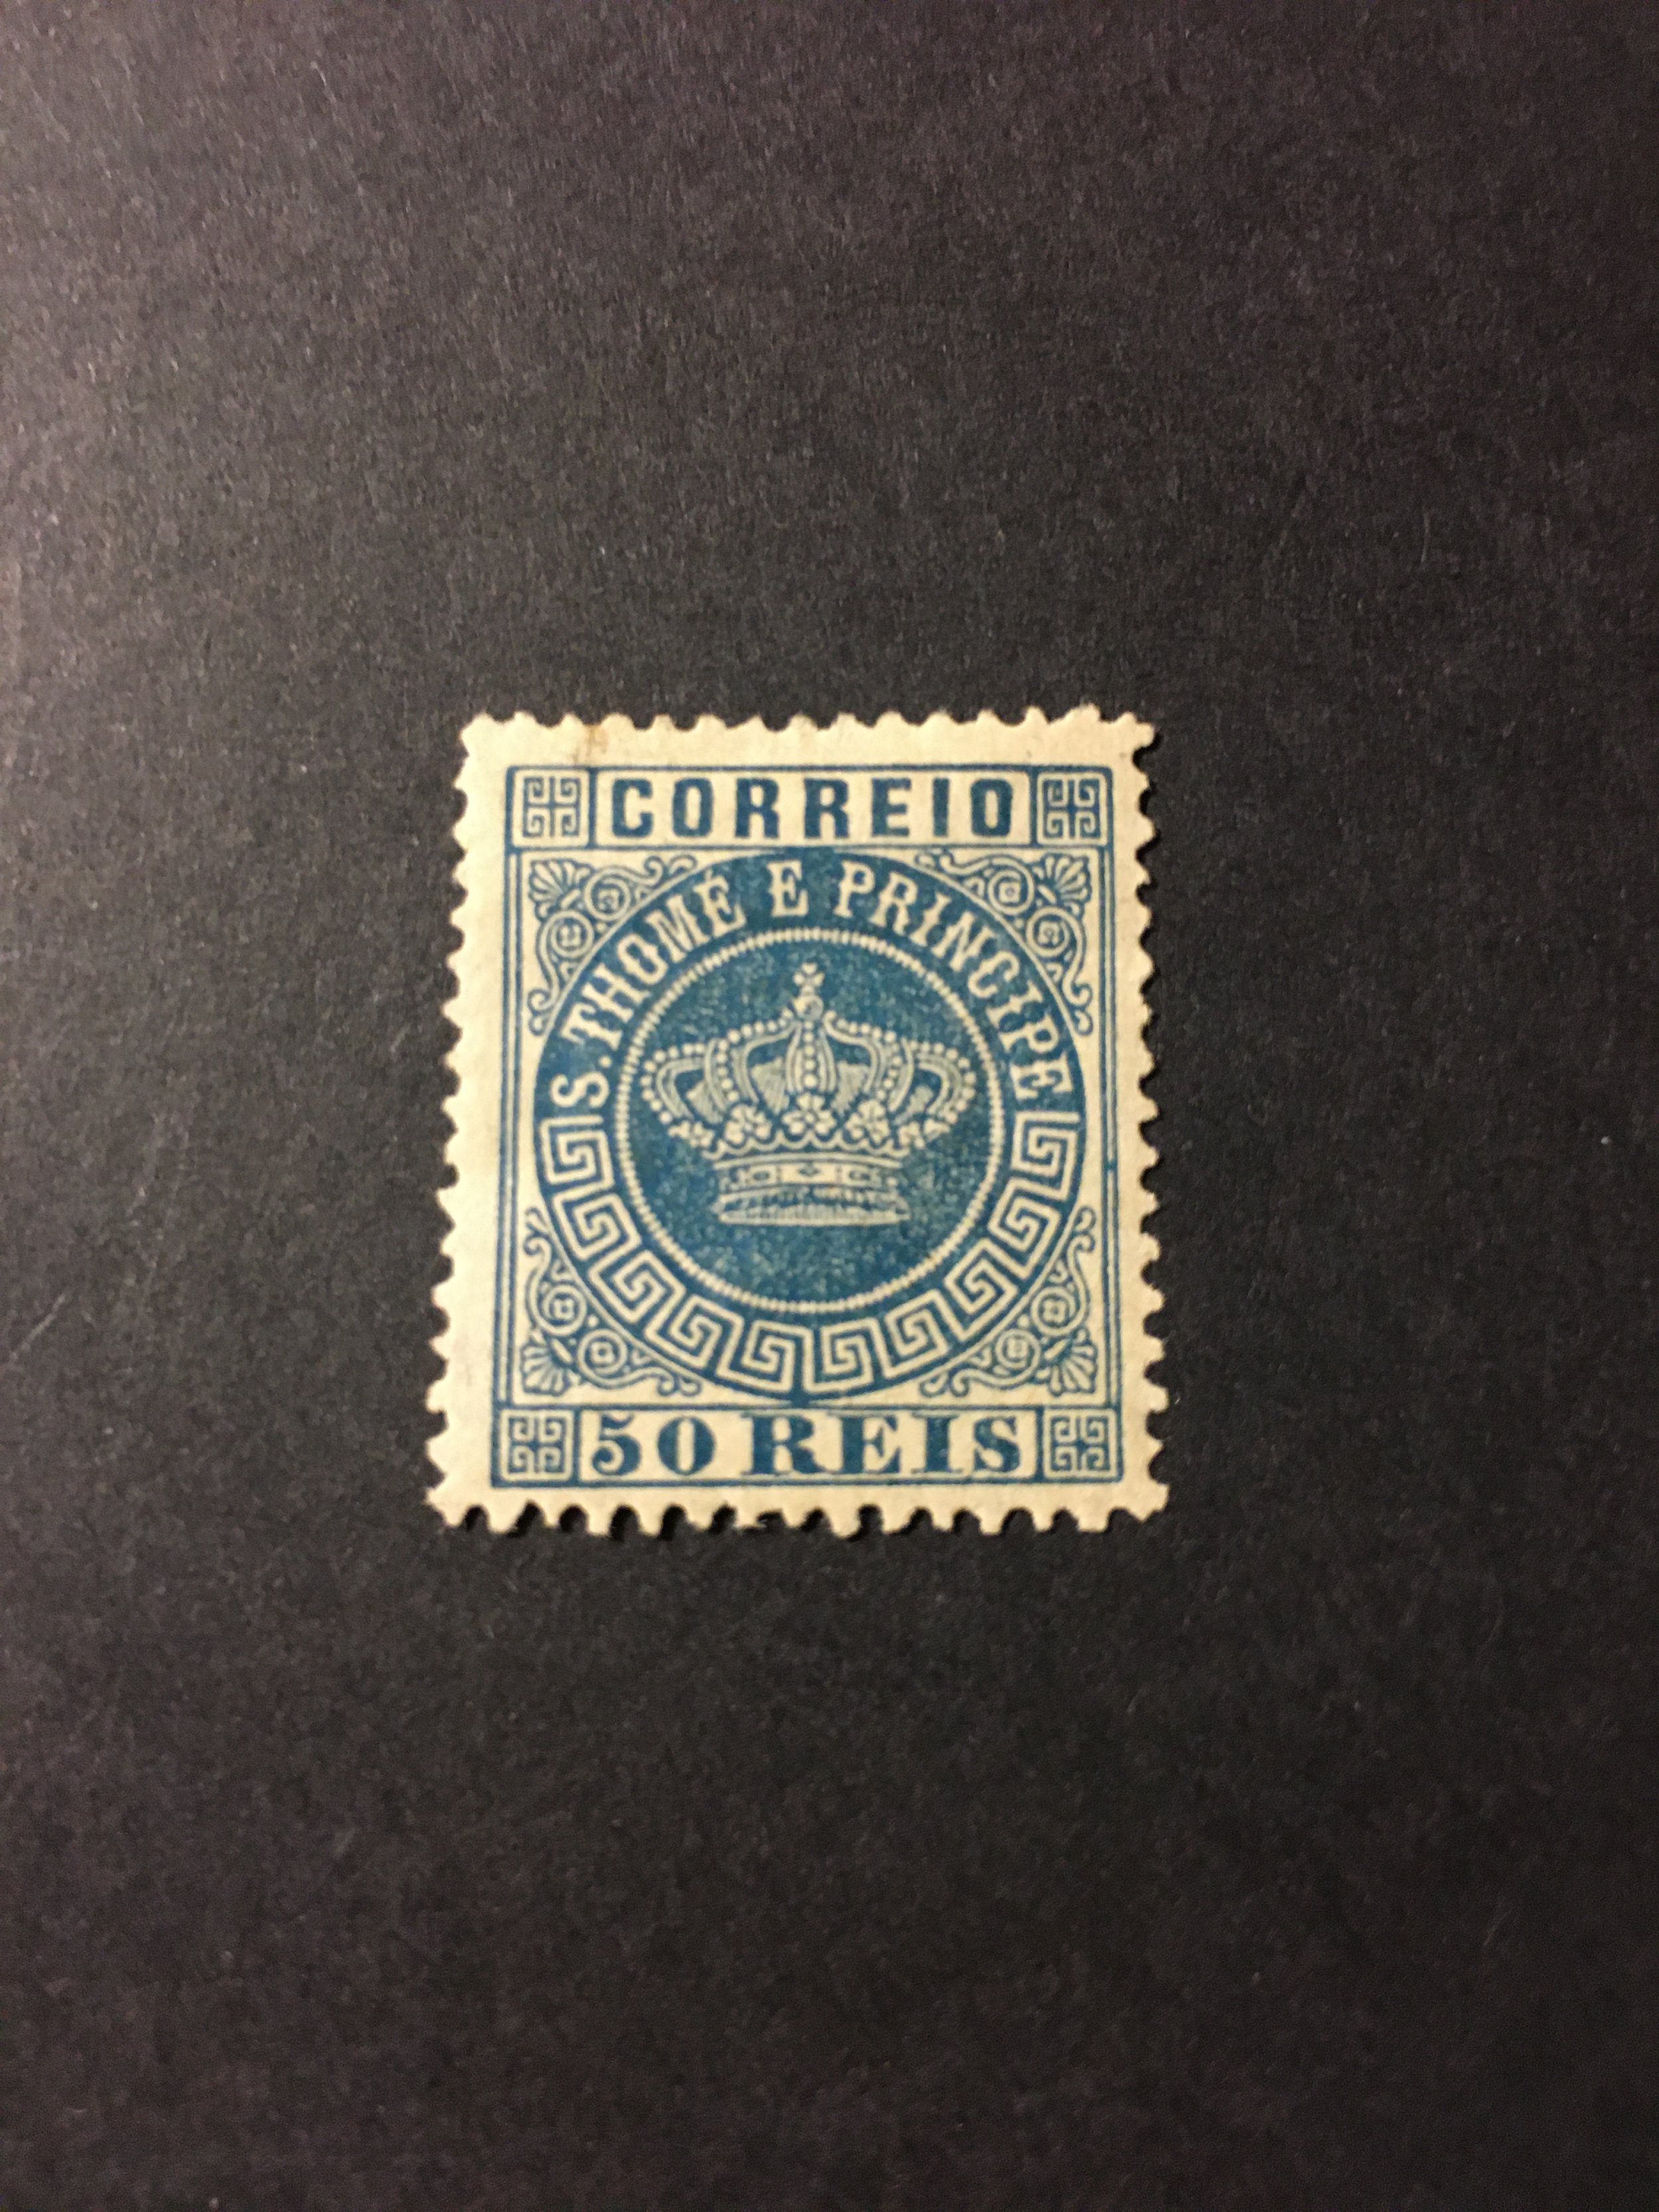 CORREIO
S. THOMÉ E PRINCIPE
50 REIS